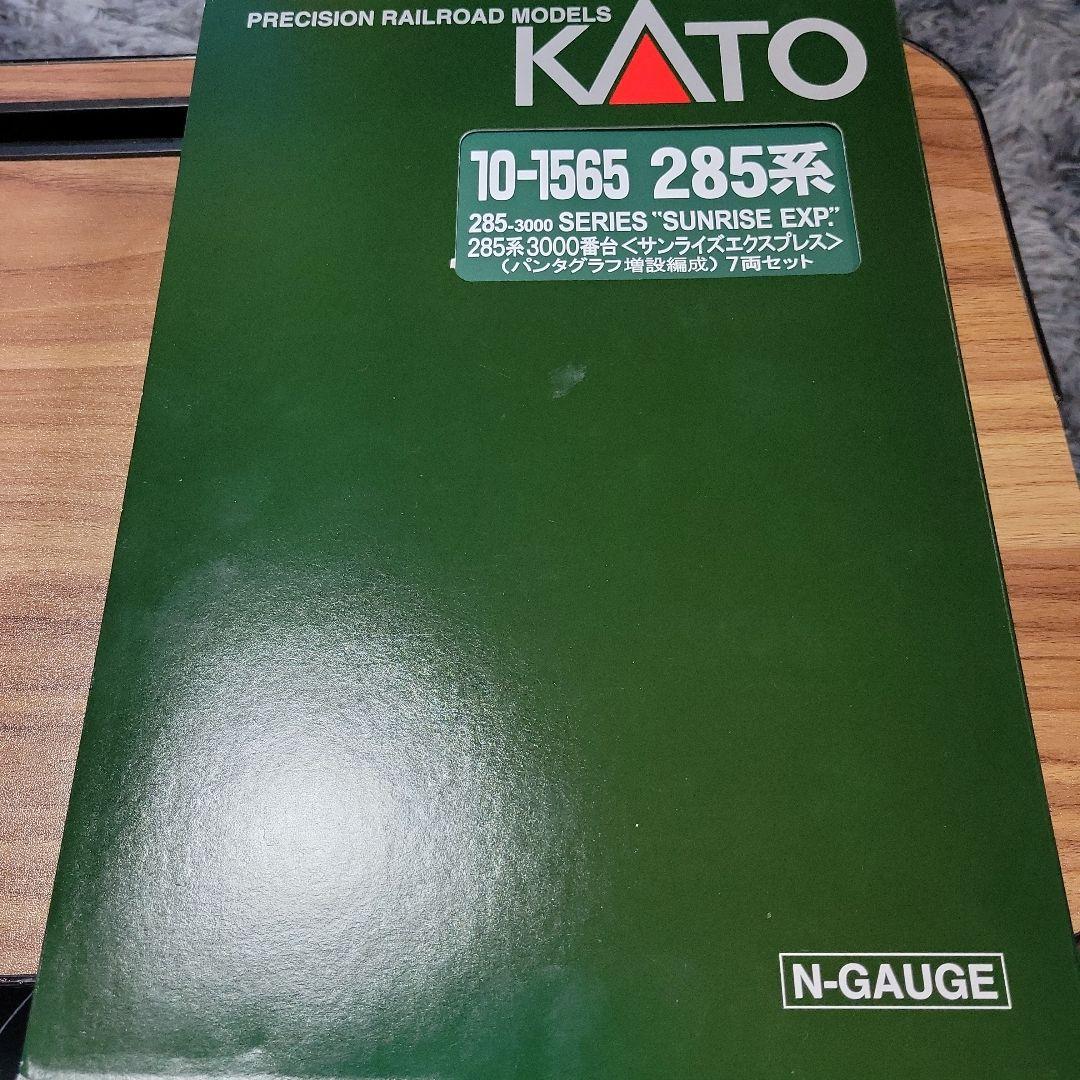 PRECISION RAILROAD MODELS
KATO
10-1565 285系
285-3000 SERIES "SUNRISE EXP."
285系3000番台<サンライズエクスプレス>
(パンタグラフ増設編成) 7両セット
N-GAUGE